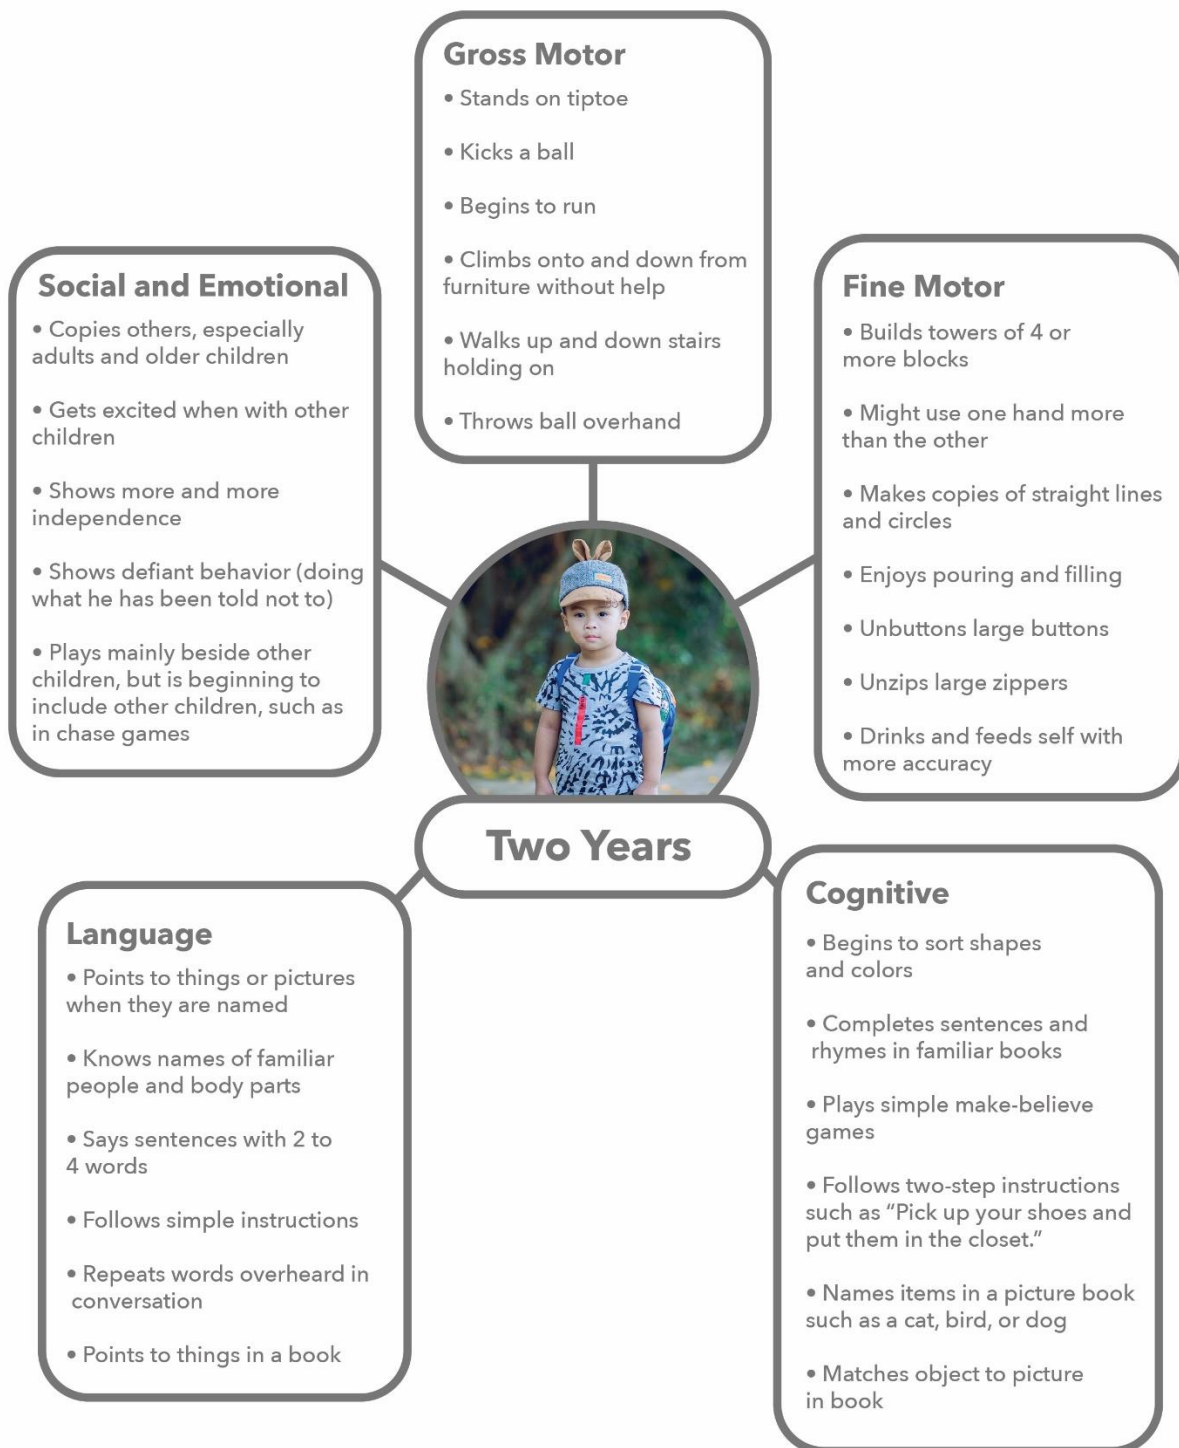 Gross Motor
• Stands on tiptoe
• Kicks a ball
• Begins to run
• Climbs onto and down from
furniture without help
• Walks up and down stairs
holding on
• Throws ball overhand
Social and Emotional
• Copies others, especially
adults and older children
• Gets excited when with other
children
• Shows more and more
independence
• Shows defiant behavior (doing
what he has been told not to)
• Plays mainly beside other
children, but is beginning to
include other children, such as
in chase games
Fine Motor
• Builds towers of 4 or
more blocks
• Might use one hand more
than the other
• Makes copies of straight lines
and circles
• Enjoys pouring and filling
• Unbuttons large buttons
• Unzips large zippers
• Drinks and feeds self with
more accuracy
Two Years
Language
• Points to things or pictures
when they are named
• Knows names of familiar
people and body parts
• Says sentences with 2 to
4 words
• Follows simple instructions
• Repeats words overheard in
conversation
• Points to things in a book
Cognitive
• Begins to sort shapes
and colors
• Completes sentences and
rhymes in familiar books
• Plays simple make-believe
games
• Follows two-step instructions
such as “Pick up your shoes and
put them in the closet.”
• Names items in a picture book
such as a cat, bird, or dog
• Matches object to picture
in book